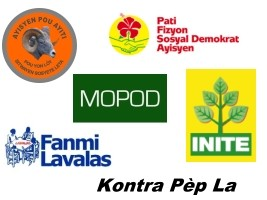 AYISYEN POU AYITI
Pati
Fizyon
Sosyal Demokrat
Ayisyen
MOPOD
INITE
Fanmi
Lavalas
Kontra Pèp La